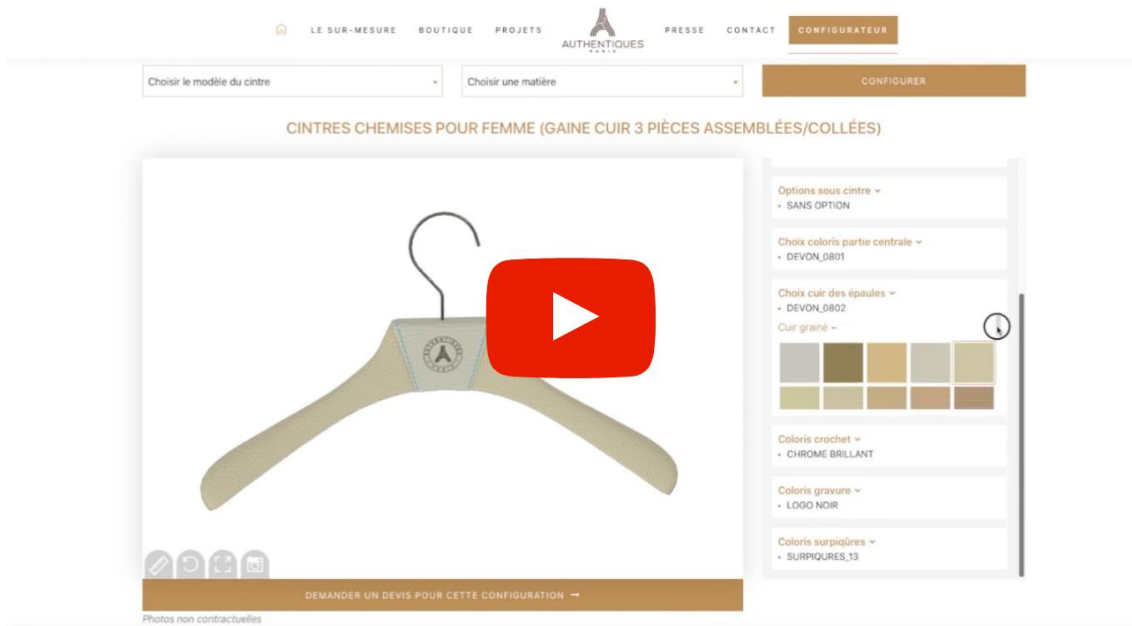 LE SUR-MESURE BOUTIQUE PROJETS AUTHENTIQUES PARIS PRESSE CONTACT CONFIGURATEUR
Choisir le modèle du cintre
Choisir une matière
CONFIGURER
CINTRES CHEMISES POUR FEMME (GAINE CUIR 3 PIÈCES ASSEMBLÉES/COLLÉES)
AUTHENTIQUES
PARIS
Options sous cintre
SANS OPTION
Choix coloris partie centrale
DEVON_0801
Choix cuir des épaules
DEVON_0802
Cuir grainé
Coloris crochet
CHROME BRILLANT
Coloris gravure
LOGO NOIR
Coloris surpiqûres
SURPIQURES_13
DEMANDER UN DEVIS POUR CETTE CONFIGURATION →
Photos non contractuelles